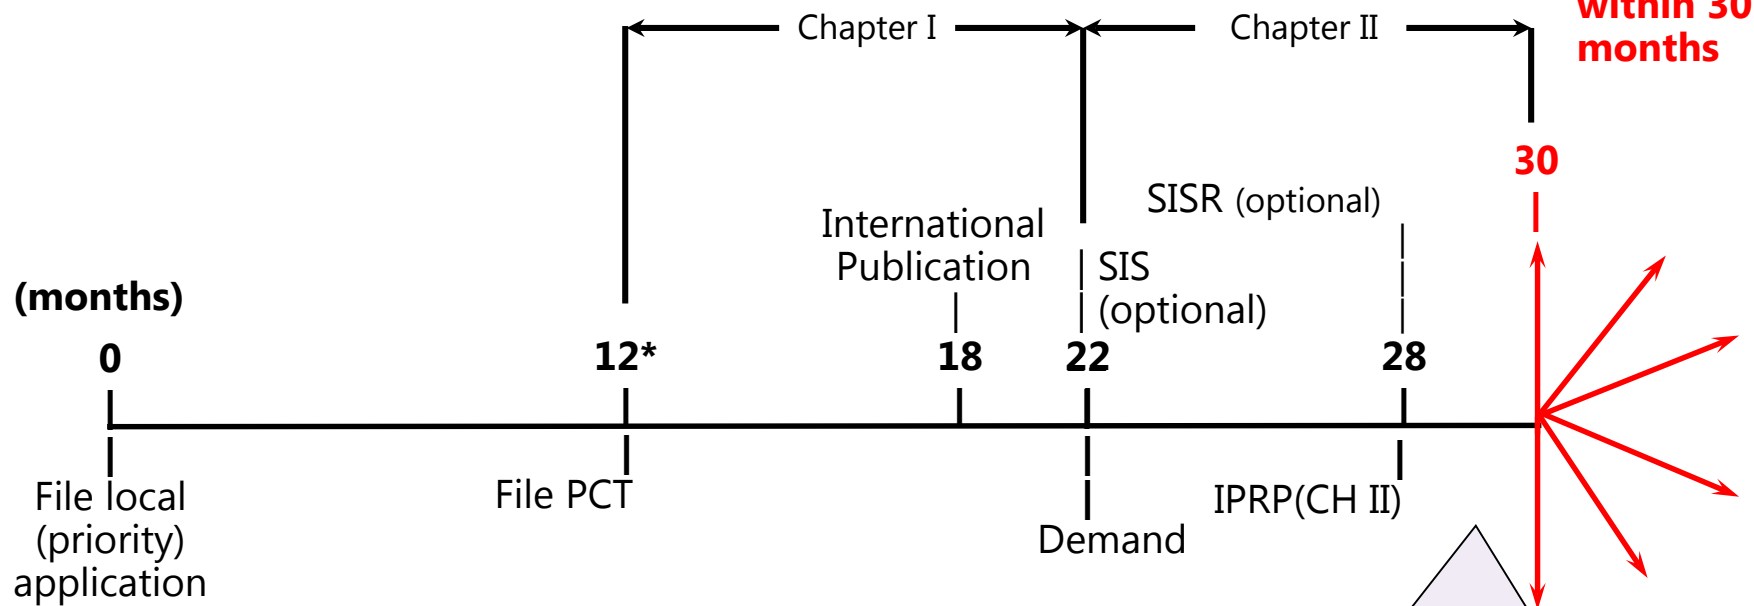 Chapter I
Chapter II
within 30
months
30
SISR (optional)
International
Publication
SIS
(optional)
(months)
0
12*
18
22
28
File local
(priority)
application
File PCT
IPRP(CH II)
Demand